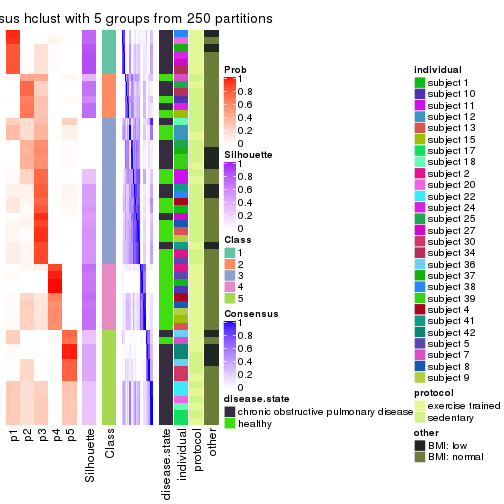 sus hclust with 5 groups from 250 partitions
Prob
1
0.8
0.6
0.4
0.2
0
Silhouette
1
0.8
0.6
0.4
0.2
0
Class
1
2
3
4
5
Consensus
1
0.8
0.6
0.4
0.2
0
disease.state
chronic obstructive pulmonary disease
healthy
individual
subject 1
subject 10
subject 11
subject 12
subject 13
subject 15
subject 17
subject 18
subject 2
subject 20
subject 22
subject 24
subject 25
subject 27
subject 30
subject 34
subject 36
subject 37
subject 38
subject 39
subject 4
subject 41
subject 42
subject 5
subject 7
subject 8
subject 9
protocol
exercise trained
sedentary
other
BMI: low
BMI: normal
p1
p2
p3
p4
p5
Silhouette
Class
disease.state
individual
protocol
other